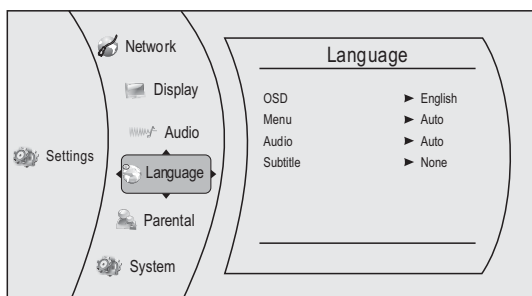 Settings
Network
Display
Audio
Language
Parental
System
Language
OSD ► English
Menu ► Auto
Audio ► Auto
Subtitle ► None